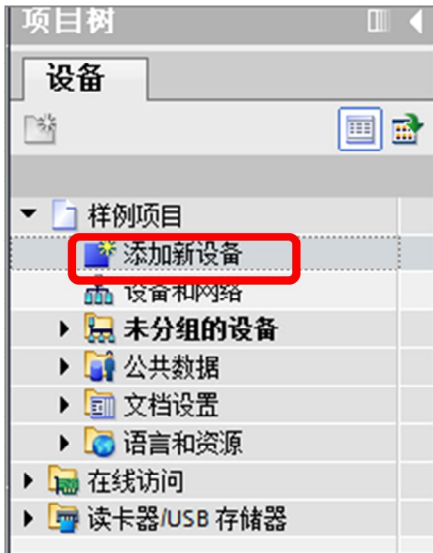 项目树
设备
样例项目
添加新设备
设备和网络
未分组的设备
公共数据
文档设置
语言和资源
在线访问
读卡器/USB 存储器